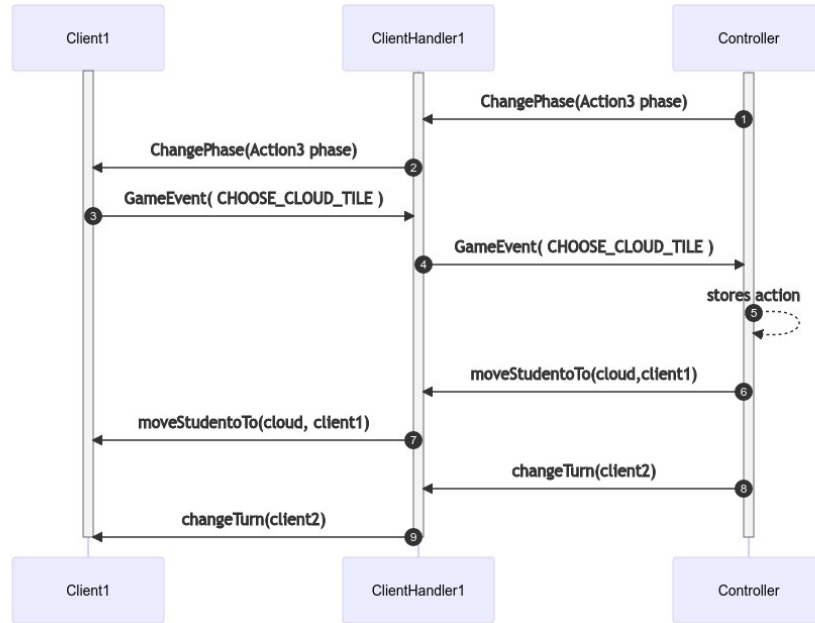 Client1
ClientHandler1
Controller
ChangePhase(Action3 phase)
1
ChangePhase(Action3 phase)
2
GameEvent( CHOOSE_CLOUD_TILE )
3
GameEvent( CHOOSE_CLOUD_TILE )
4
stores action
5
moveStudentoTo(cloud,client1)
6
moveStudentoTo(cloud, client1)
7
changeTurn(client2)
8
changeTurn(client2)
9
Client1
ClientHandler1
Controller